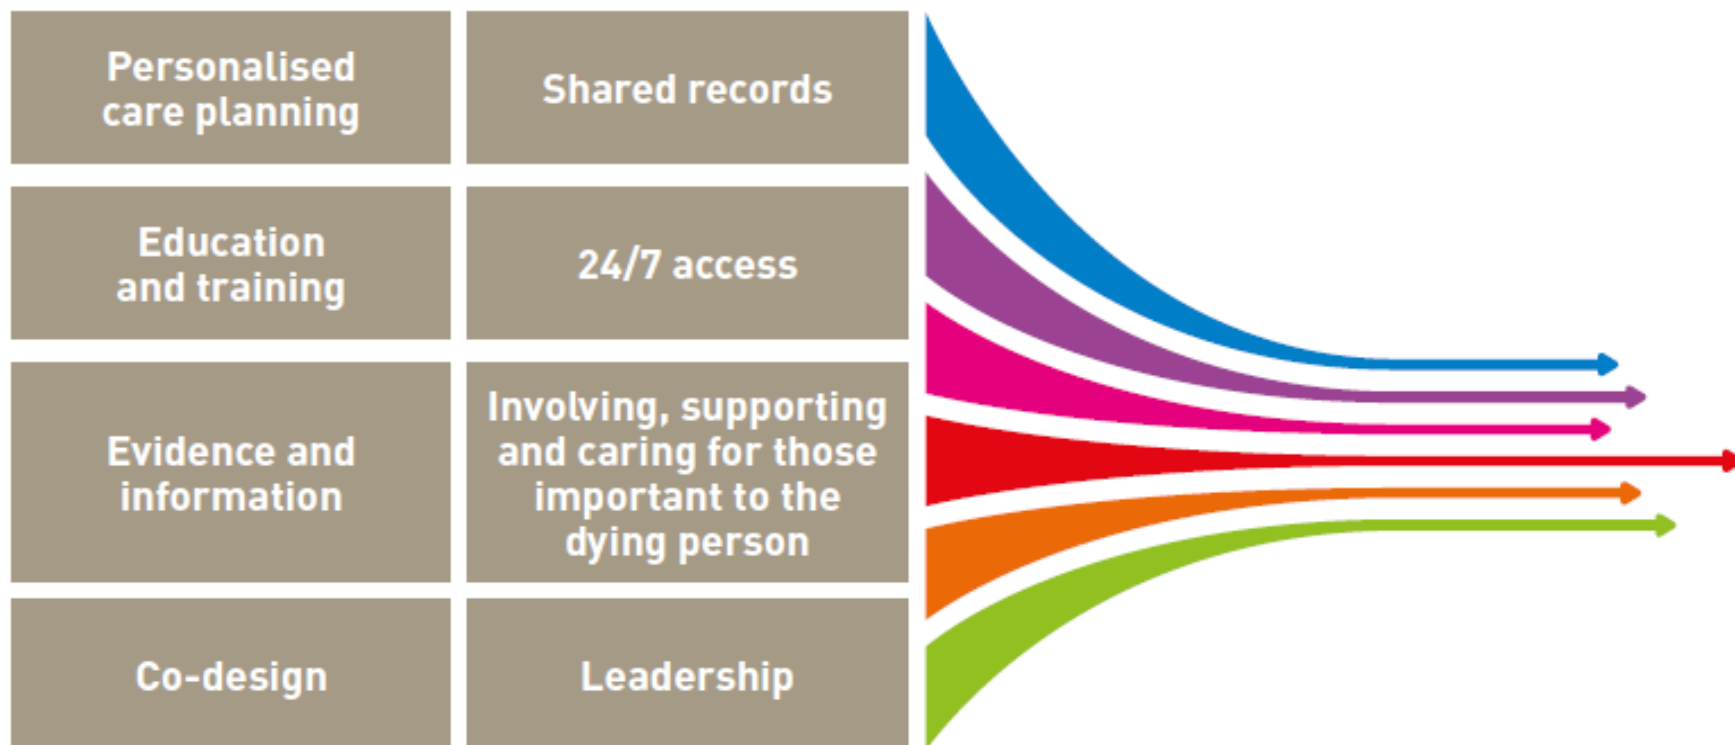 Personalised
care planning
Shared records
Education
and training
24/7 access
Evidence and
information
Involving, supporting
and caring for those
important to the
dying person
Co-design
Leadership